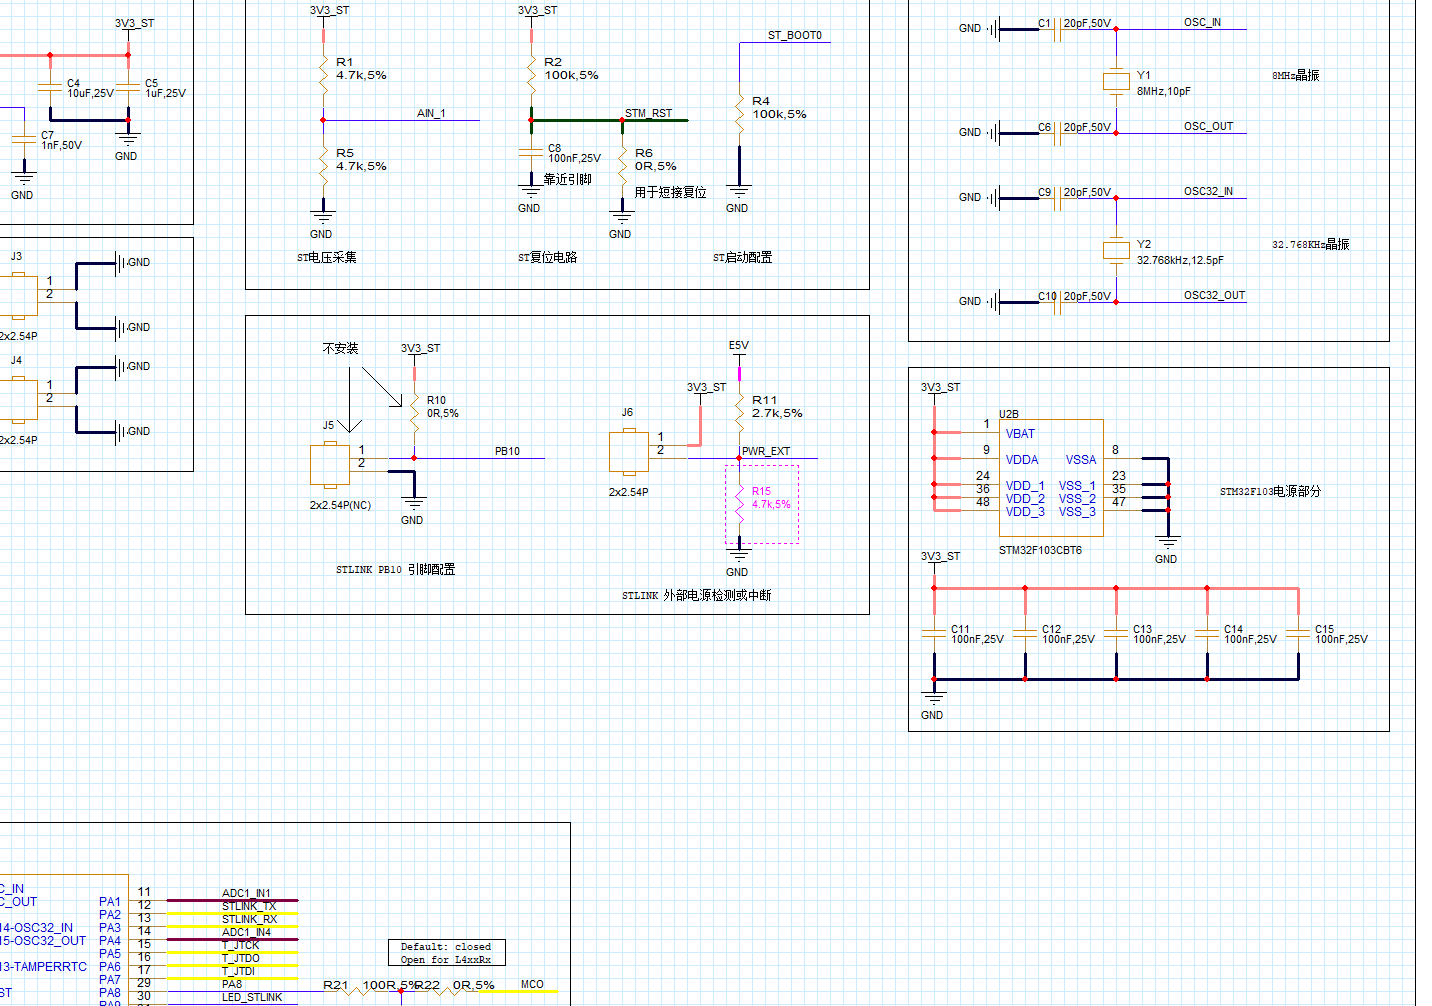 3V3_ST
C4
10uF,25V
C5
1uF,25V
C7
1nF,50V
GND
GND
3V3_ST
R1
4.7k,5%
AIN_1
R5
4.7k,5%
GND
ST电压采集
3V3_ST
R2
100k,5%
STM_RST
C8
100nF,25V
靠近引脚
GND
R6
0R,5%
用于短接复位
GND
ST复位电路
ST_BOOT0
R4
100k,5%
GND
ST启动配置
GND
C1
20pF,50V
OSC_IN
Y1
8MHz,10pF
8MHz晶振
GND
C6
20pF,50V
OSC_OUT
GND
C9
20pF,50V
OSC32_IN
Y2
32.768kHz,12.5pF
32.768KHz晶振
GND
C10
20pF,50V
OSC32_OUT
J3
1
2
GND
GND
2x2.54P
J4
1
2
GND
GND
2x2.54P
不安装
3V3_ST
R10
0R,5%
J5
1
2
PB10
2x2.54P(NC)
GND
STLINK PB10 引脚配置
E5V
3V3_ST
R11
2.7k,5%
J6
1
2
PWR_EXT
2x2.54P
R15
4.7k,5%
GND
STLINK 外部电源检测或中断
3V3_ST
U2B
1
VBAT
9
VDDA
VSSA
8
24
VDD_1
VSS_1
23
36
VDD_2
VSS_2
35
48
VDD_3
VSS_3
47
STM32F103CBT6
GND
STM32F103电源部分
3V3_ST
C11
100nF,25V
C12
100nF,25V
C13
100nF,25V
C14
100nF,25V
C15
100nF,25V
GND
C_IN
C_OUT
14-OSC32_IN
15-OSC32_OUT
13-TAMPERRTC
ST
PA1
11
ADC1_IN1
PA2
12
STLINK_TX
PA3
13
STLINK_RX
PA4
14
ADC1_IN4
PA5
15
T_JTCK
PA6
16
T_JTDO
PA7
17
T_JTDI
PA8
29
PA8
PA9
30
LED_STLINK
Default: closed
Open for L4xxRx
R21
100R,5%
R22
0R,5%
MCO